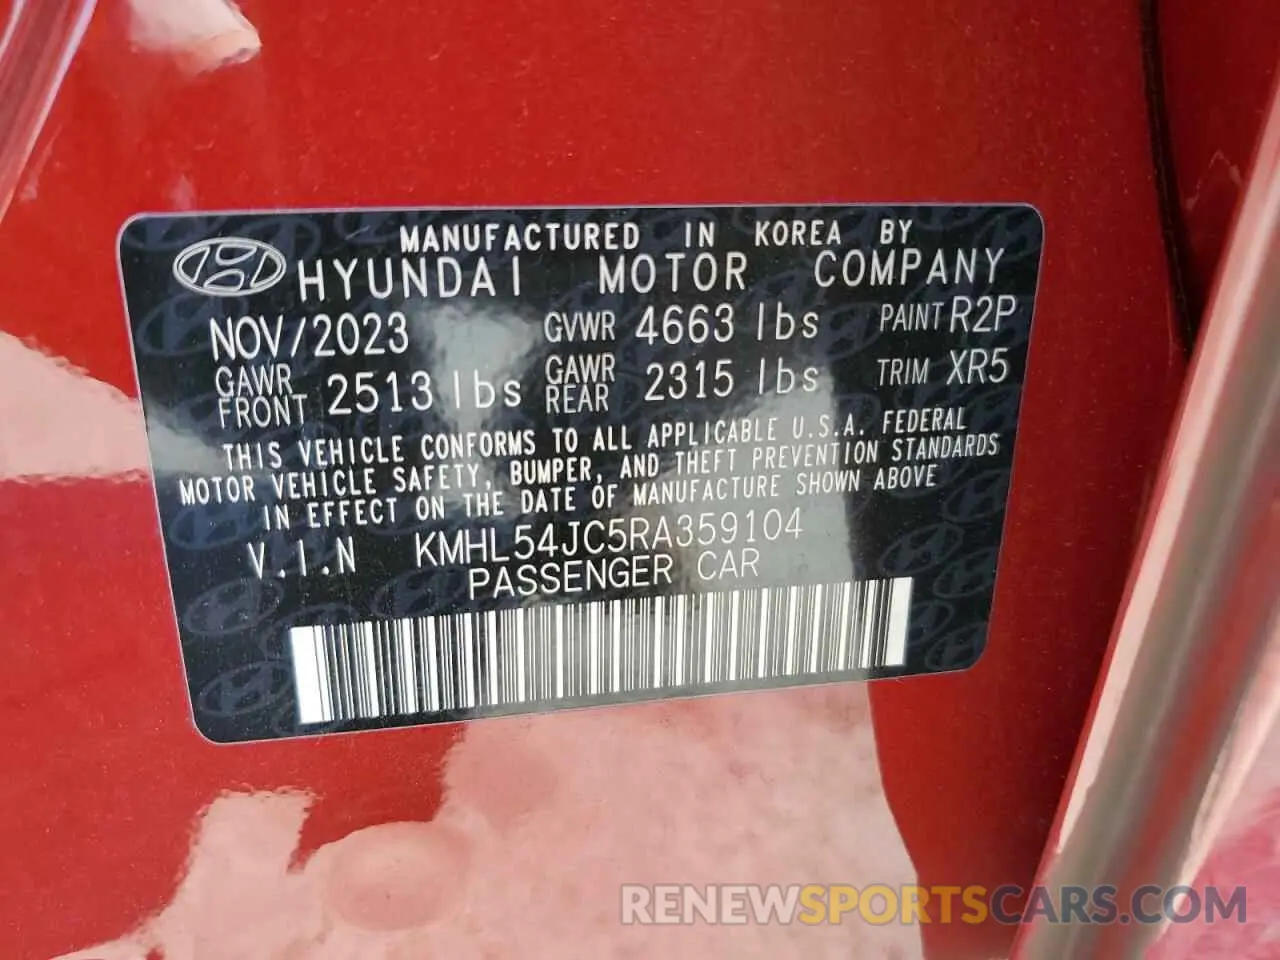 MANUFACTURED IN KOREA BY
HYUNDAI MOTOR COMPANY
NOV/2023 GVWR 4663 lbs PAINT R2P
GAWR FRONT 2513 lbs GAWR REAR 2315 lbs TRIM XR5
THIS VEHICLE CONFORMS TO ALL APPLICABLE U.S.A. FEDERAL
MOTOR VEHICLE SAFETY, BUMPER, AND THEFT PREVENTION STANDARDS
IN EFFECT ON THE DATE OF MANUFACTURE SHOWN ABOVE
V.I.N KMHL54JC5RA359104
PASSENGER CAR
RENEWSPORTSCARS.COM